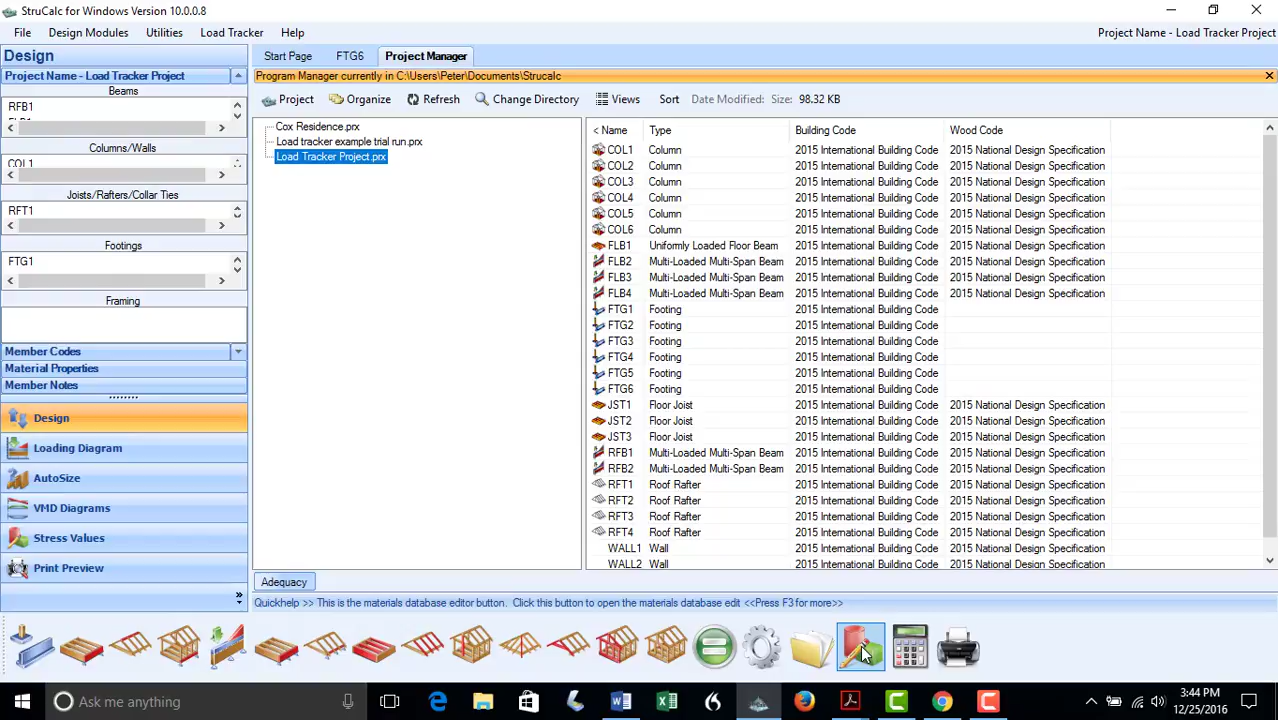 StruCalc for Windows Version 10.0.0.8
File Design Modules Utilities Load Tracker Help
Project Name - Load Tracker Project
Design
Project Name - Load Tracker Project
Beams
RFB1
Columns/Walls
COL1
Joists/Rafters/Collar Ties
RFT1
Footings
FTG1
Framing
Member Codes
Material Properties
Member Notes
Design
Loading Diagram
AutoSize
VMD Diagrams
Stress Values
Print Preview
Start Page FTG6 Project Manager
Program Manager currently in C:\Users\Peter\Documents\Strucalc
Project Organize Refresh Change Directory Views Sort Date Modified: Size: 98.32 KB
Cox Residence.prx
Load tracker example trial run.prx
Load Tracker Project.prx
< Name Type Building Code Wood Code
COL1 Column 2015 International Building Code 2015 National Design Specification
COL2 Column 2015 International Building Code 2015 National Design Specification
COL3 Column 2015 International Building Code 2015 National Design Specification
COL4 Column 2015 International Building Code 2015 National Design Specification
COL5 Column 2015 International Building Code 2015 National Design Specification
COL6 Column 2015 International Building Code 2015 National Design Specification
FLB1 Uniformly Loaded Floor Beam 2015 International Building Code 2015 National Design Specification
FLB2 Multi-Loaded Multi-Span Beam 2015 International Building Code 2015 National Design Specification
FLB3 Multi-Loaded Multi-Span Beam 2015 International Building Code 2015 National Design Specification
FLB4 Multi-Loaded Multi-Span Beam 2015 International Building Code 2015 National Design Specification
FTG1 Footing 2015 International Building Code
FTG2 Footing 2015 International Building Code
FTG3 Footing 2015 International Building Code
FTG4 Footing 2015 International Building Code
FTG5 Footing 2015 International Building Code
FTG6 Footing 2015 International Building Code
JST1 Floor Joist 2015 International Building Code 2015 National Design Specification
JST2 Floor Joist 2015 International Building Code 2015 National Design Specification
JST3 Floor Joist 2015 International Building Code 2015 National Design Specification
RFB1 Multi-Loaded Multi-Span Beam 2015 International Building Code 2015 National Design Specification
RFB2 Multi-Loaded Multi-Span Beam 2015 International Building Code 2015 National Design Specification
RFT1 Roof Rafter 2015 International Building Code 2015 National Design Specification
RFT2 Roof Rafter 2015 International Building Code 2015 National Design Specification
RFT3 Roof Rafter 2015 International Building Code 2015 National Design Specification
RFT4 Roof Rafter 2015 International Building Code 2015 National Design Specification
WALL1 Wall 2015 International Building Code 2015 National Design Specification
WALL2 Wall 2015 International Building Code 2015 National Design Specification
Adequacy
Quickhelp >> This is the materials database editor button. Click this button to open the materials database edit <<Press F3 for more>>
Ask me anything
3:44 PM
12/25/2016